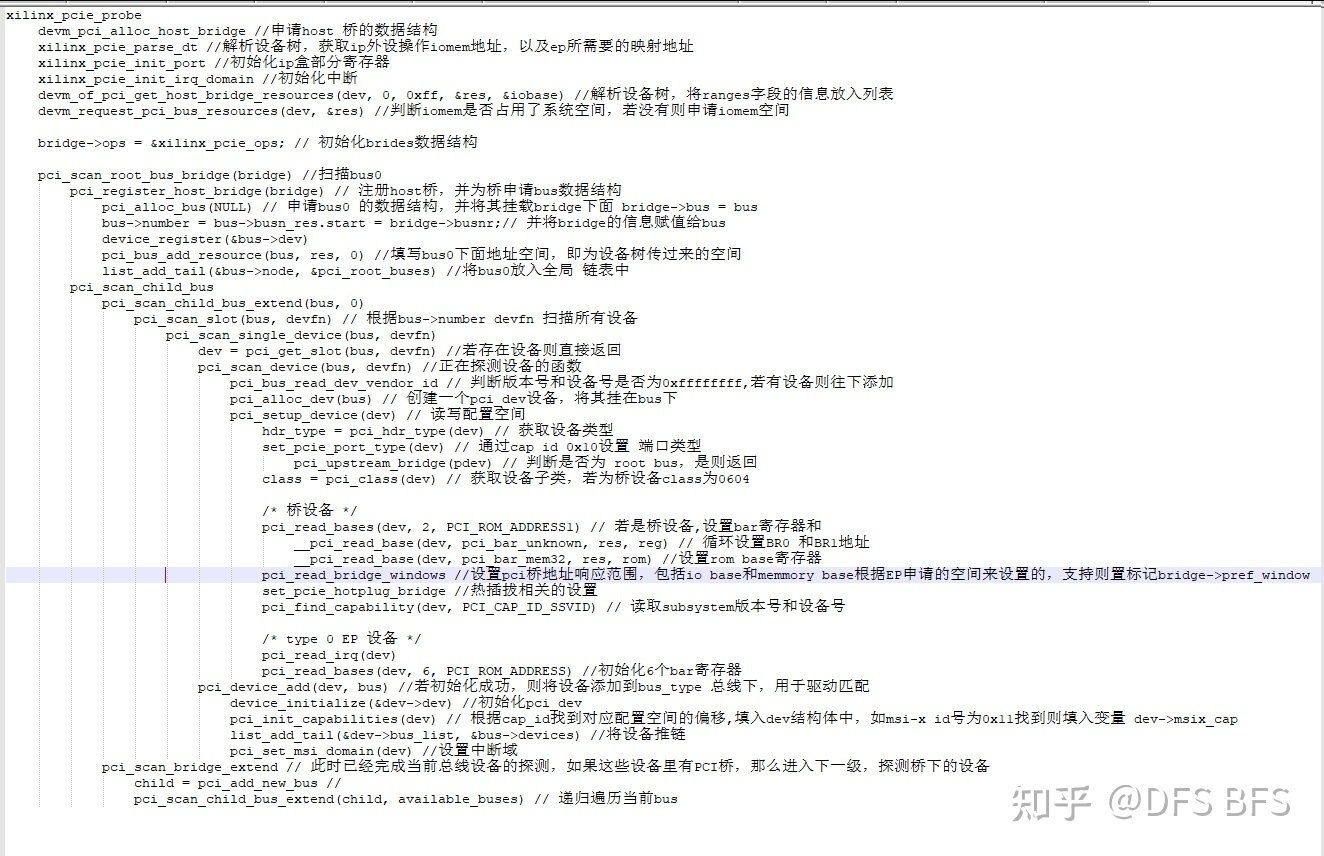 xilinx_pcie_probe
devm_pci_alloc_host_bridge //申请host 桥的数据结构
xilinx_pcie_parse_dt //解析设备树，获取ip外设操作iomem地址，以及ep所需要的映射地址
xilinx_pcie_init_port //初始化ip盒部分寄存器
xilinx_pcie_init_irq_domain //初始化中断
devm_of_pci_get_host_bridge_resources(dev, 0, 0xff, &res, &iobase) //解析设备树，将ranges字段的信息放入列表
devm_request_pci_bus_resources(dev, &res) //判断iomem是否占用了系统空间，若没有则申请iomem空间
bridge->ops = &xilinx_pcie_ops; // 初始化brides数据结构
pci_scan_root_bus_bridge(bridge) //扫描bus0
pci_register_host_bridge(bridge) // 注册host桥，并为桥申请bus数据结构
pci_alloc_bus(NULL) // 申请bus0 的数据结构，并将其挂载bridge下面 bridge->bus = bus
bus->number = bus->busn_res.start = bridge->busnr;// 并将bridge的信息赋值给bus
device_register(&bus->dev)
pci_bus_add_resource(bus, res, 0) //填写bus0下面地址空间，即为设备树传过来的空间
list_add_tail(&bus->node, &pci_root_buses) //将bus0放入全局 链表中
pci_scan_child_bus
pci_scan_child_bus_extend(bus, 0)
pci_scan_slot(bus, devfn) // 根据bus->number devfn 扫描所有设备
pci_scan_single_device(bus, devfn)
dev = pci_get_slot(bus, devfn) //若存在设备则直接返回
pci_scan_device(bus, devfn) //正在探测设备的函数
pci_bus_read_dev_vendor_id // 判断版本号和设备号是否为0xffffffff,若有设备则往下添加
pci_alloc_dev(bus) // 创建一个pci_dev设备，将其挂在bus下
pci_setup_device(dev) // 读写配置空间
hdr_type = pci_hdr_type(dev) // 获取设备类型
set_pcie_port_type(dev) // 通过cap id 0x10设置 端口类型
pci_upstream_bridge(pdev) // 判断是否为 root bus，是则返回
class = pci_class(dev) // 获取设备子类，若为桥设备class为0604
/* 桥设备 */
pci_read_bases(dev, 2, PCI_ROM_ADDRESS1) // 若是桥设备,设置bar寄存器和
__pci_read_base(dev, pci_bar_unknown, res, reg) // 循环设置BR0 和BR1地址
__pci_read_base(dev, pci_bar_mem32, res, rom) //设置rom base寄存器
pci_read_bridge_windows //设置pci桥地址响应范围，包括io base和memmory base根据EP申请的空间来设置的，支持则置标记bridge->pref_window
set_pcie_hotplug_bridge //热插拔相关的设置
pci_find_capability(dev, PCI_CAP_ID_SSVID) // 读取subsystem版本号和设备号
/* type 0 EP 设备 */
pci_read_irq(dev)
pci_read_bases(dev, 6, PCI_ROM_ADDRESS) //初始化6个bar寄存器
pci_device_add(dev, bus) //若初始化成功，则将设备添加到bus_type 总线下，用于驱动匹配
device_initialize(&dev->dev) //初始化pci_dev
pci_init_capabilities(dev) // 根据cap_id找到对应配置空间的偏移,填入dev结构体中，如msi-x id号为0x11找到则填入变量 dev->msix_cap
list_add_tail(&dev->bus_list, &bus->devices) //将设备推链
pci_set_msi_domain(dev) //设置中断域
pci_scan_bridge_extend // 此时已经完成当前总线设备的探测，如果这些设备里有PCI桥，那么进入下一级，探测桥下的设备
child = pci_add_new_bus //
pci_scan_child_bus_extend(child, available_buses) // 递归遍历当前bus
知乎 @DFS BFS